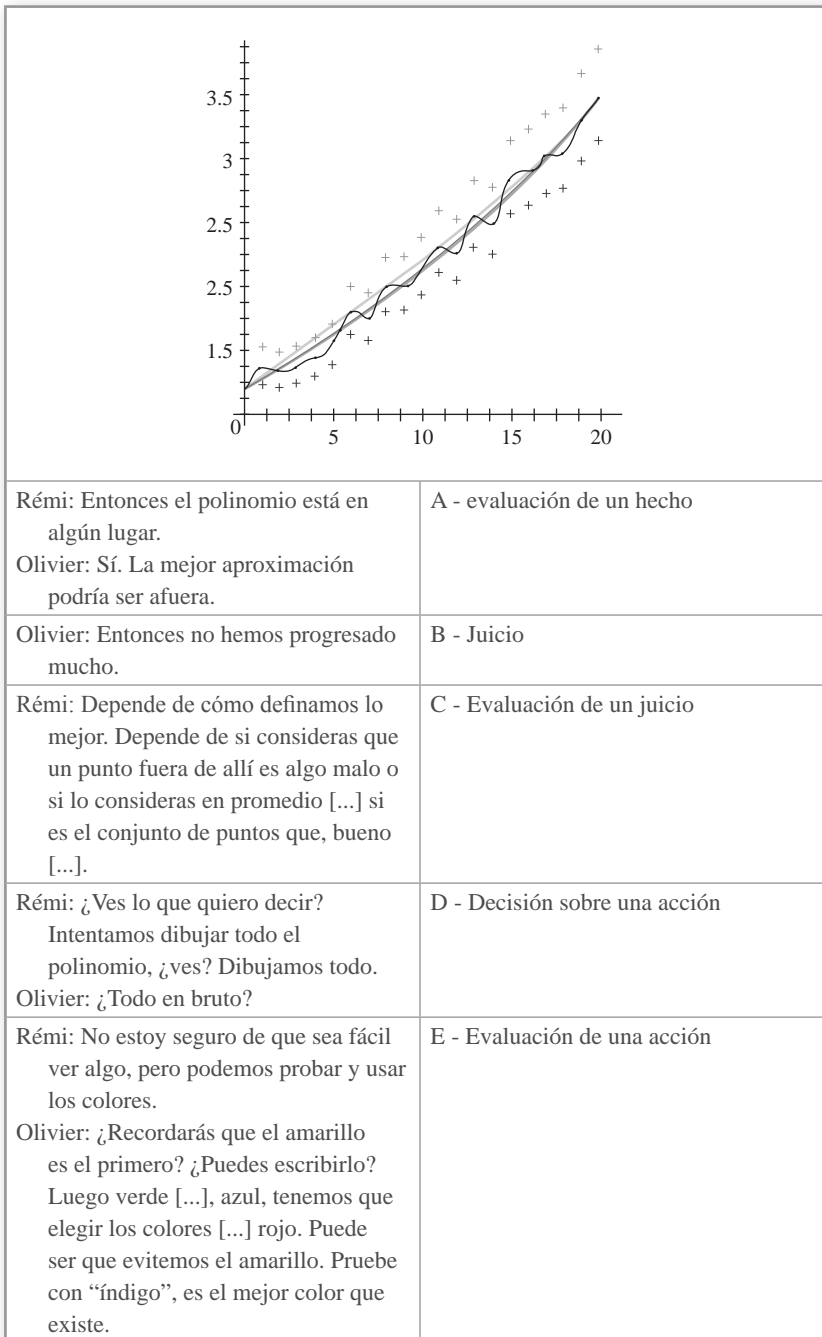 3.5
3
2.5
2.5
1.5
0
5
10
15
20
Rémi: Entonces el polinomio está en
algún lugar.
Olivier: Sí. La mejor aproximación
podría ser afuera.
A - evaluación de un hecho
Olivier: Entonces no hemos progresado
mucho.
B - Juicio
Rémi: Depende de cómo definamos lo
mejor. Depende de si consideras que
un punto fuera de allí es algo malo o
si lo consideras en promedio [...] si
es el conjunto de puntos que, bueno
[...].
C - Evaluación de un juicio
Rémi: ¿Ves lo que quiero decir?
Intentamos dibujar todo el
polinomio, ¿ves? Dibujamos todo.
Olivier: ¿Todo en bruto?
D - Decisión sobre una acción
Rémi: No estoy seguro de que sea fácil
ver algo, pero podemos probar y usar
los colores.
Olivier: ¿Recordarás que el amarillo
es el primero? ¿Puedes escribirlo?
Luego verde [...], azul, tenemos que
elegir los colores [...] rojo. Puede
ser que evitemos el amarillo. Pruebe
con “índigo”, es el mejor color que
existe.
E - Evaluación de una acción